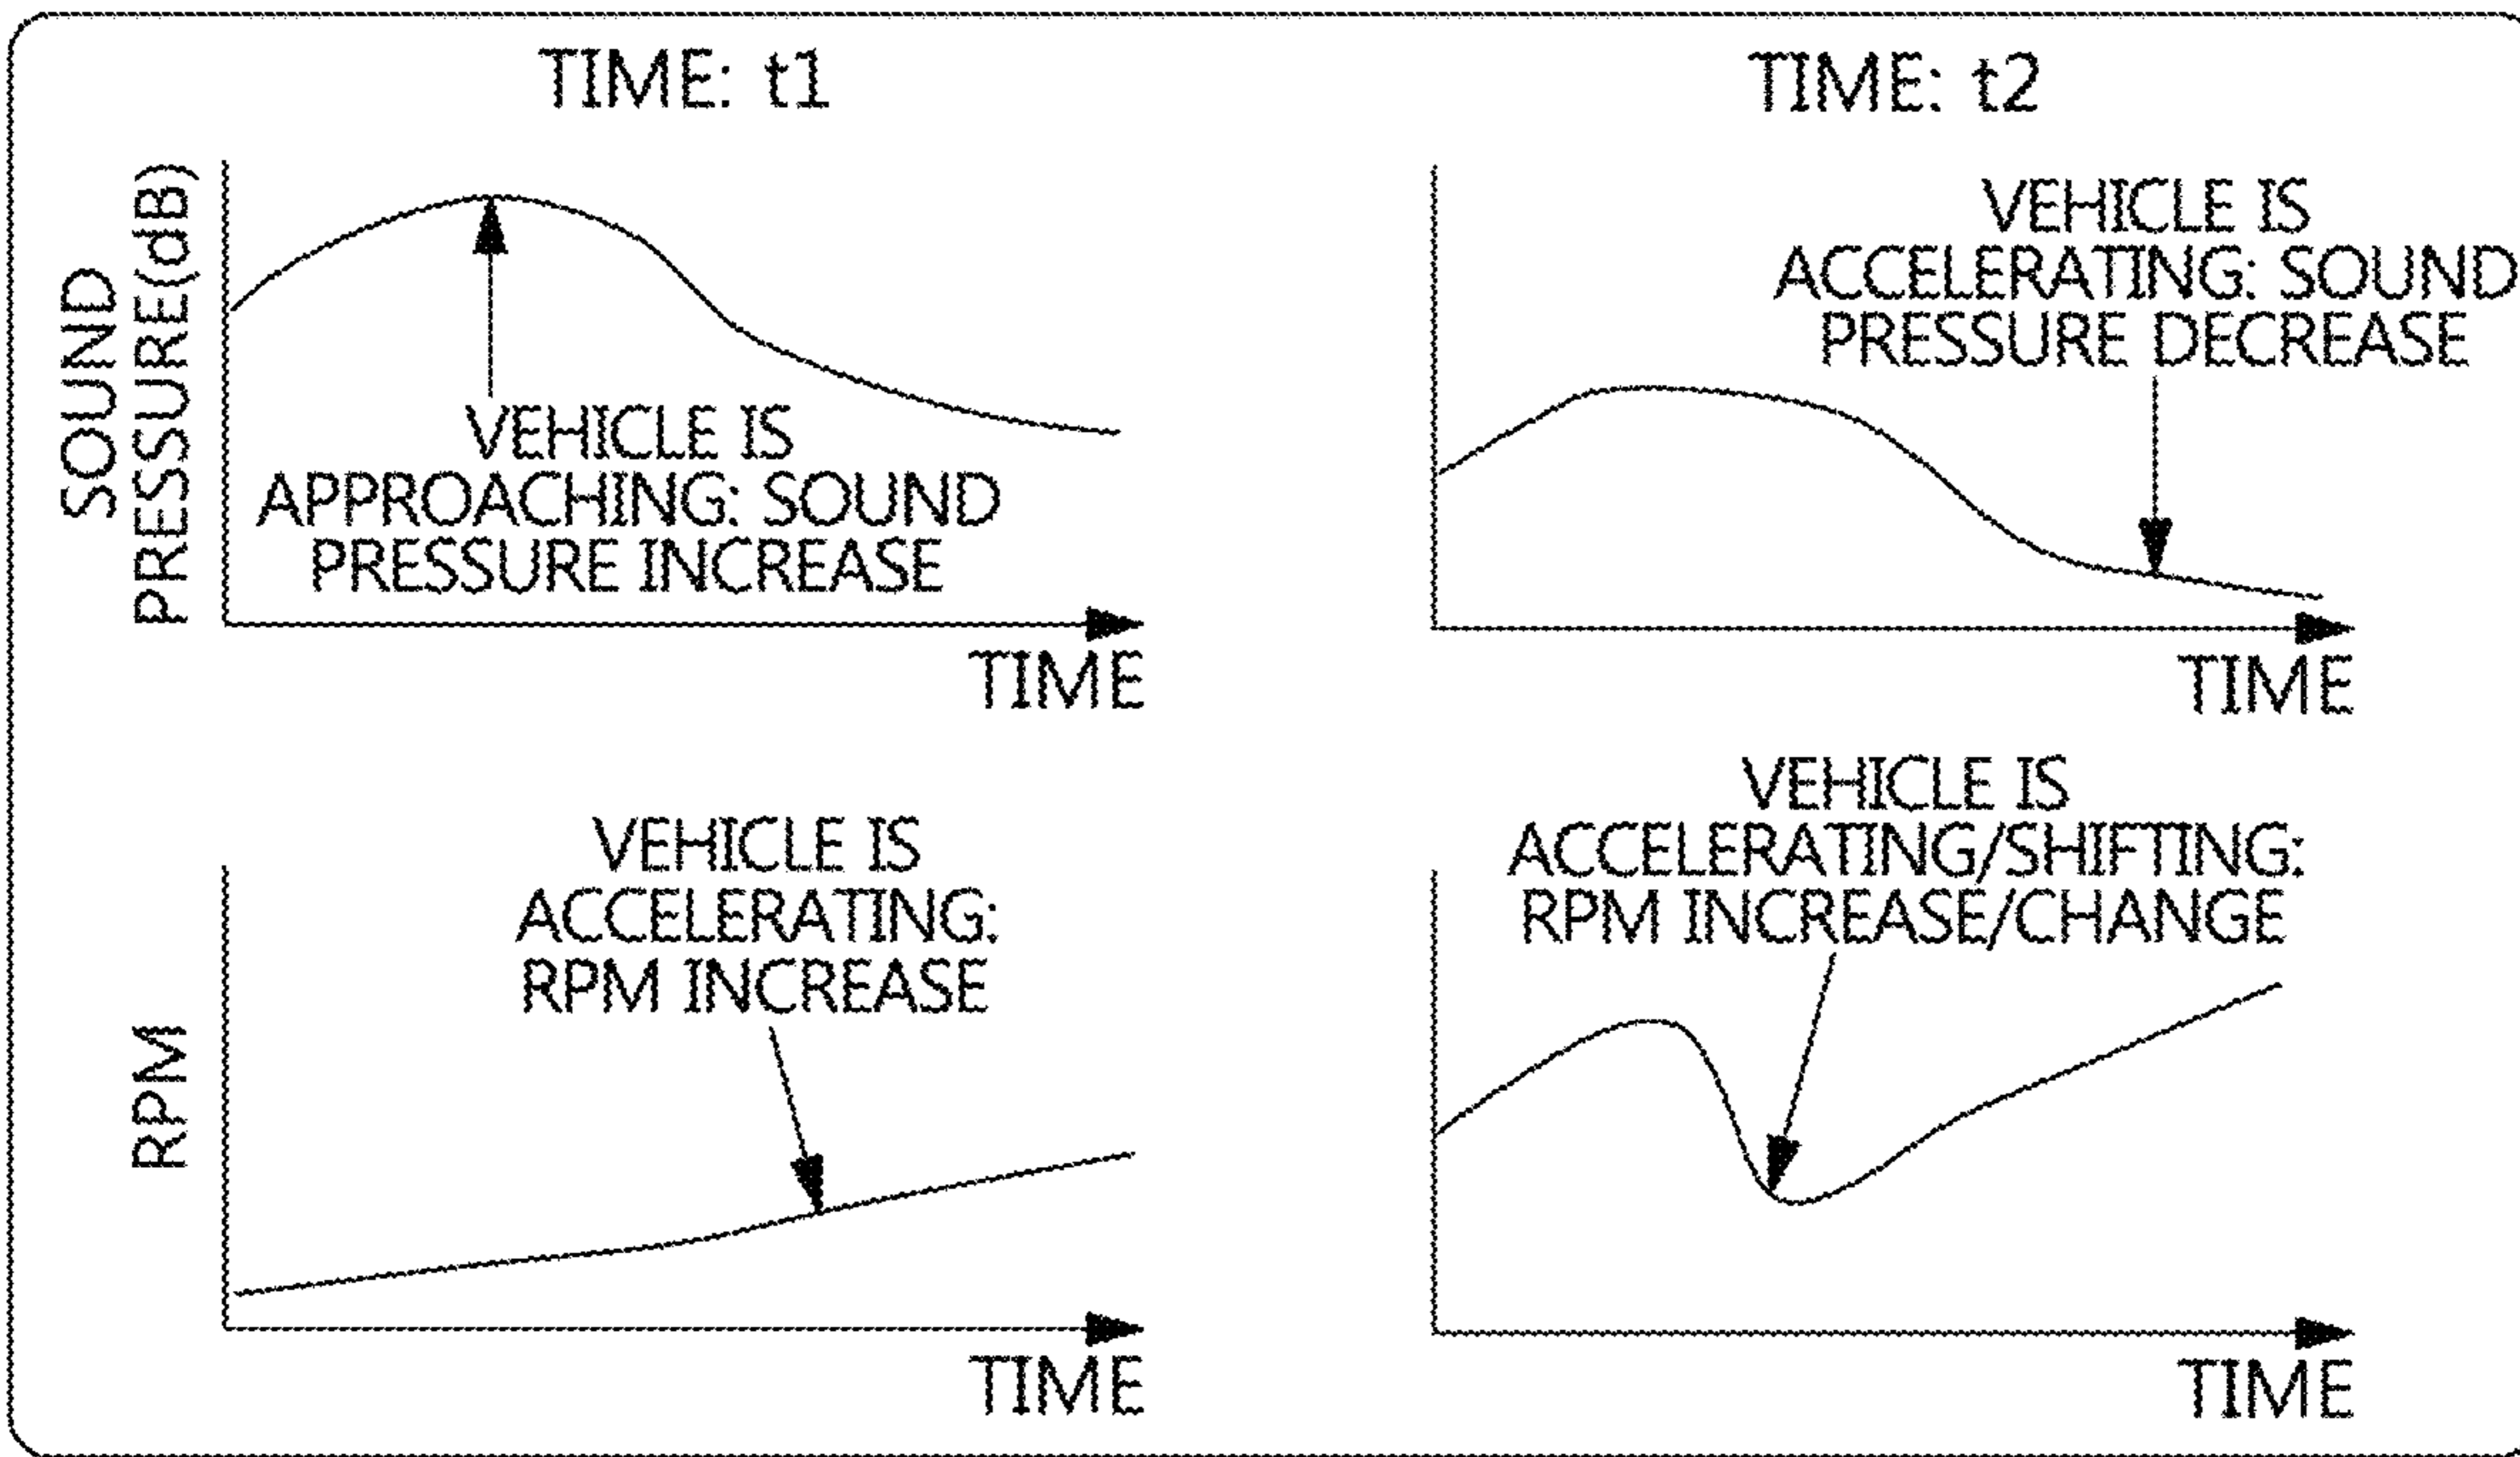 TIME: t1
TIME: t2
SOUND
PRESSURE(dB)
VEHICLE IS
APPROACHING: SOUND
PRESSURE INCREASE
TIME
VEHICLE IS
ACCELERATING: SOUND
PRESSURE DECREASE
TIME
RPM
VEHICLE IS
ACCELERATING:
RPM INCREASE
TIME
VEHICLE IS
ACCELERATING/SHIFTING:
RPM INCREASE/CHANGE
TIME